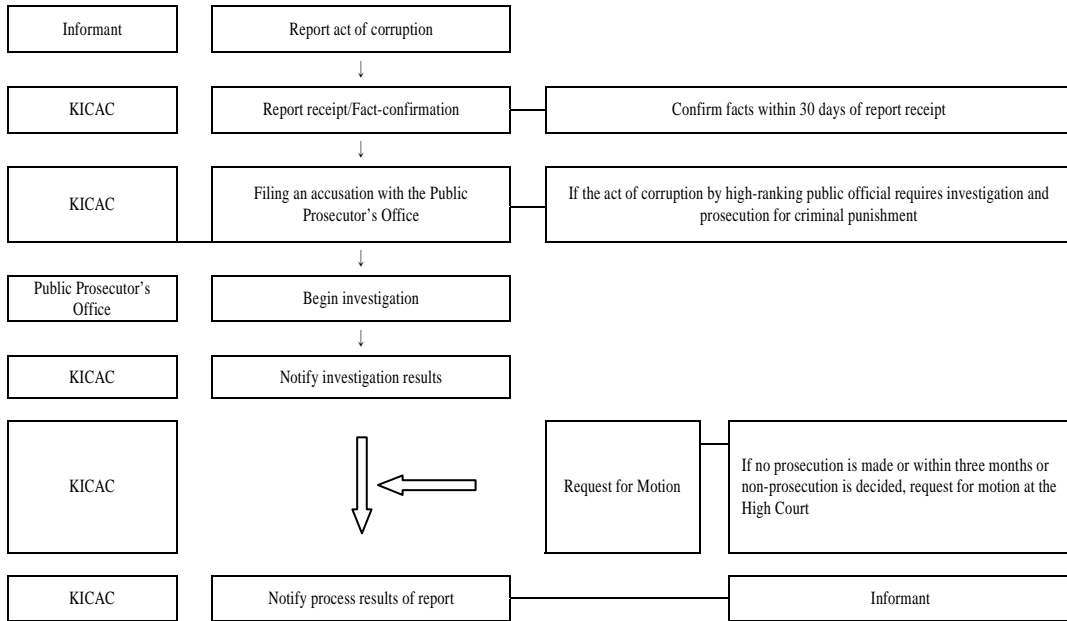 Informant
Report act of corruption
↓
KICAC
Report receipt/Fact-confirmation
Confirm facts within 30 days of report receipt
↓
KICAC
Filing an accusation with the Public
Prosecutor's Office
If the act of corruption by high-ranking public official requires investigation and
prosecution for criminal punishment
↓
Public Prosecutor's
Office
Begin investigation
↓
KICAC
Notify investigation results
KICAC
Request for Motion
If no prosecution is made or within three months or
non-prosecution is decided, request for motion at the
High Court
KICAC
Notify process results of report
Informant